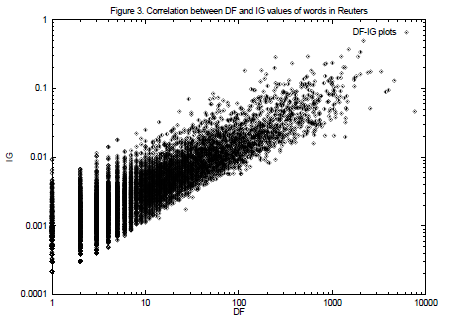 Figure 3. Correlation between DF and IG values of words in Reuters
DF-IG plots
1
0.1
0.01
0.001
0.0001
IG
1 10 100 1000 10000
DF